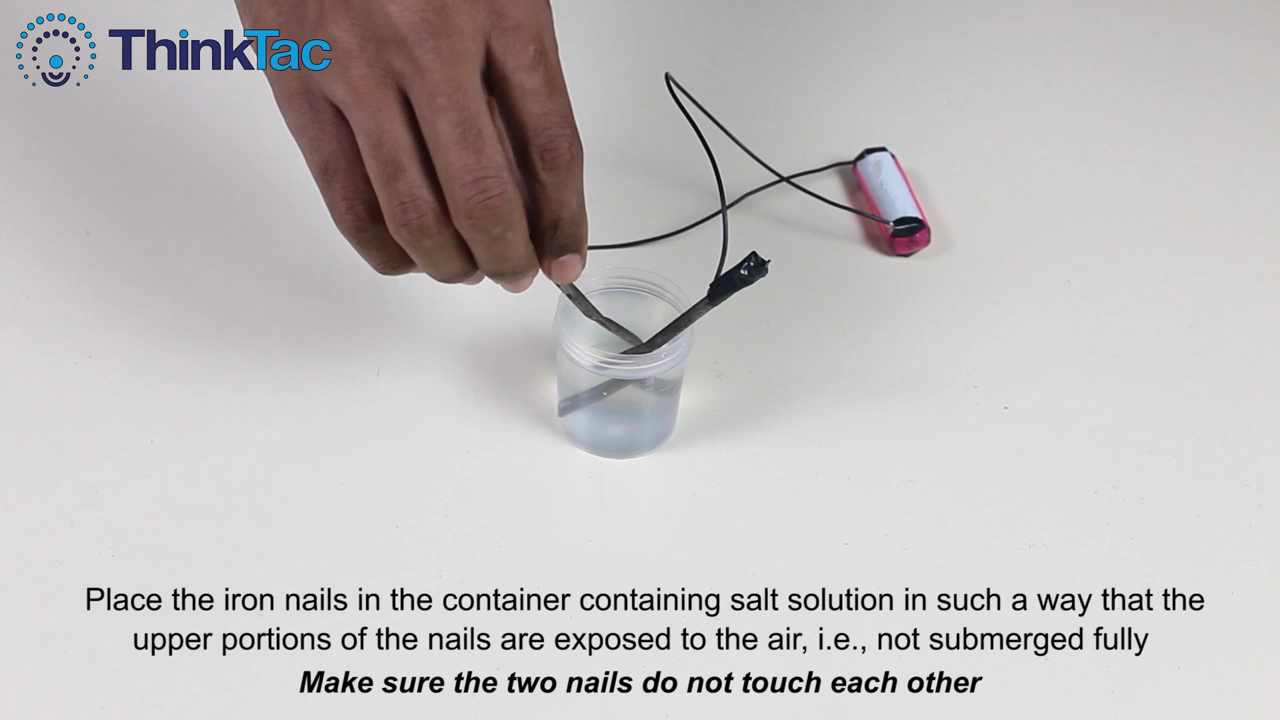 ThinkTac
Place the iron nails in the container containing salt solution in such a way that the
upper portions of the nails are exposed to the air, i.e., not submerged fully
Make sure the two nails do not touch each other